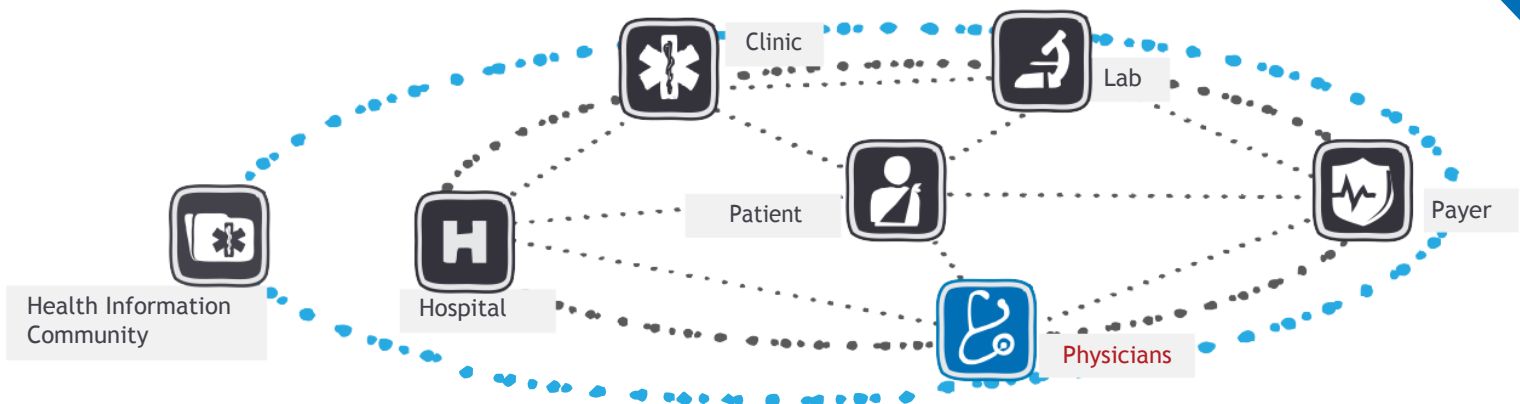 Clinic
Lab
Patient
Payer
H
Hospital
Health Information
Community
Physicians